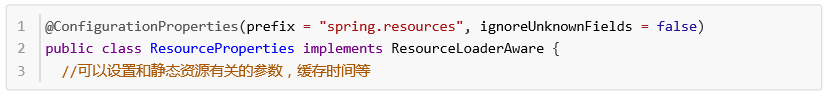 1 @ConfigurationProperties(prefix = "spring.resources", ignoreUnknownFields = false)
2 public class ResourceProperties implements ResourceLoaderAware {
3 //可以设置和静态资源有关的参数，缓存时间等